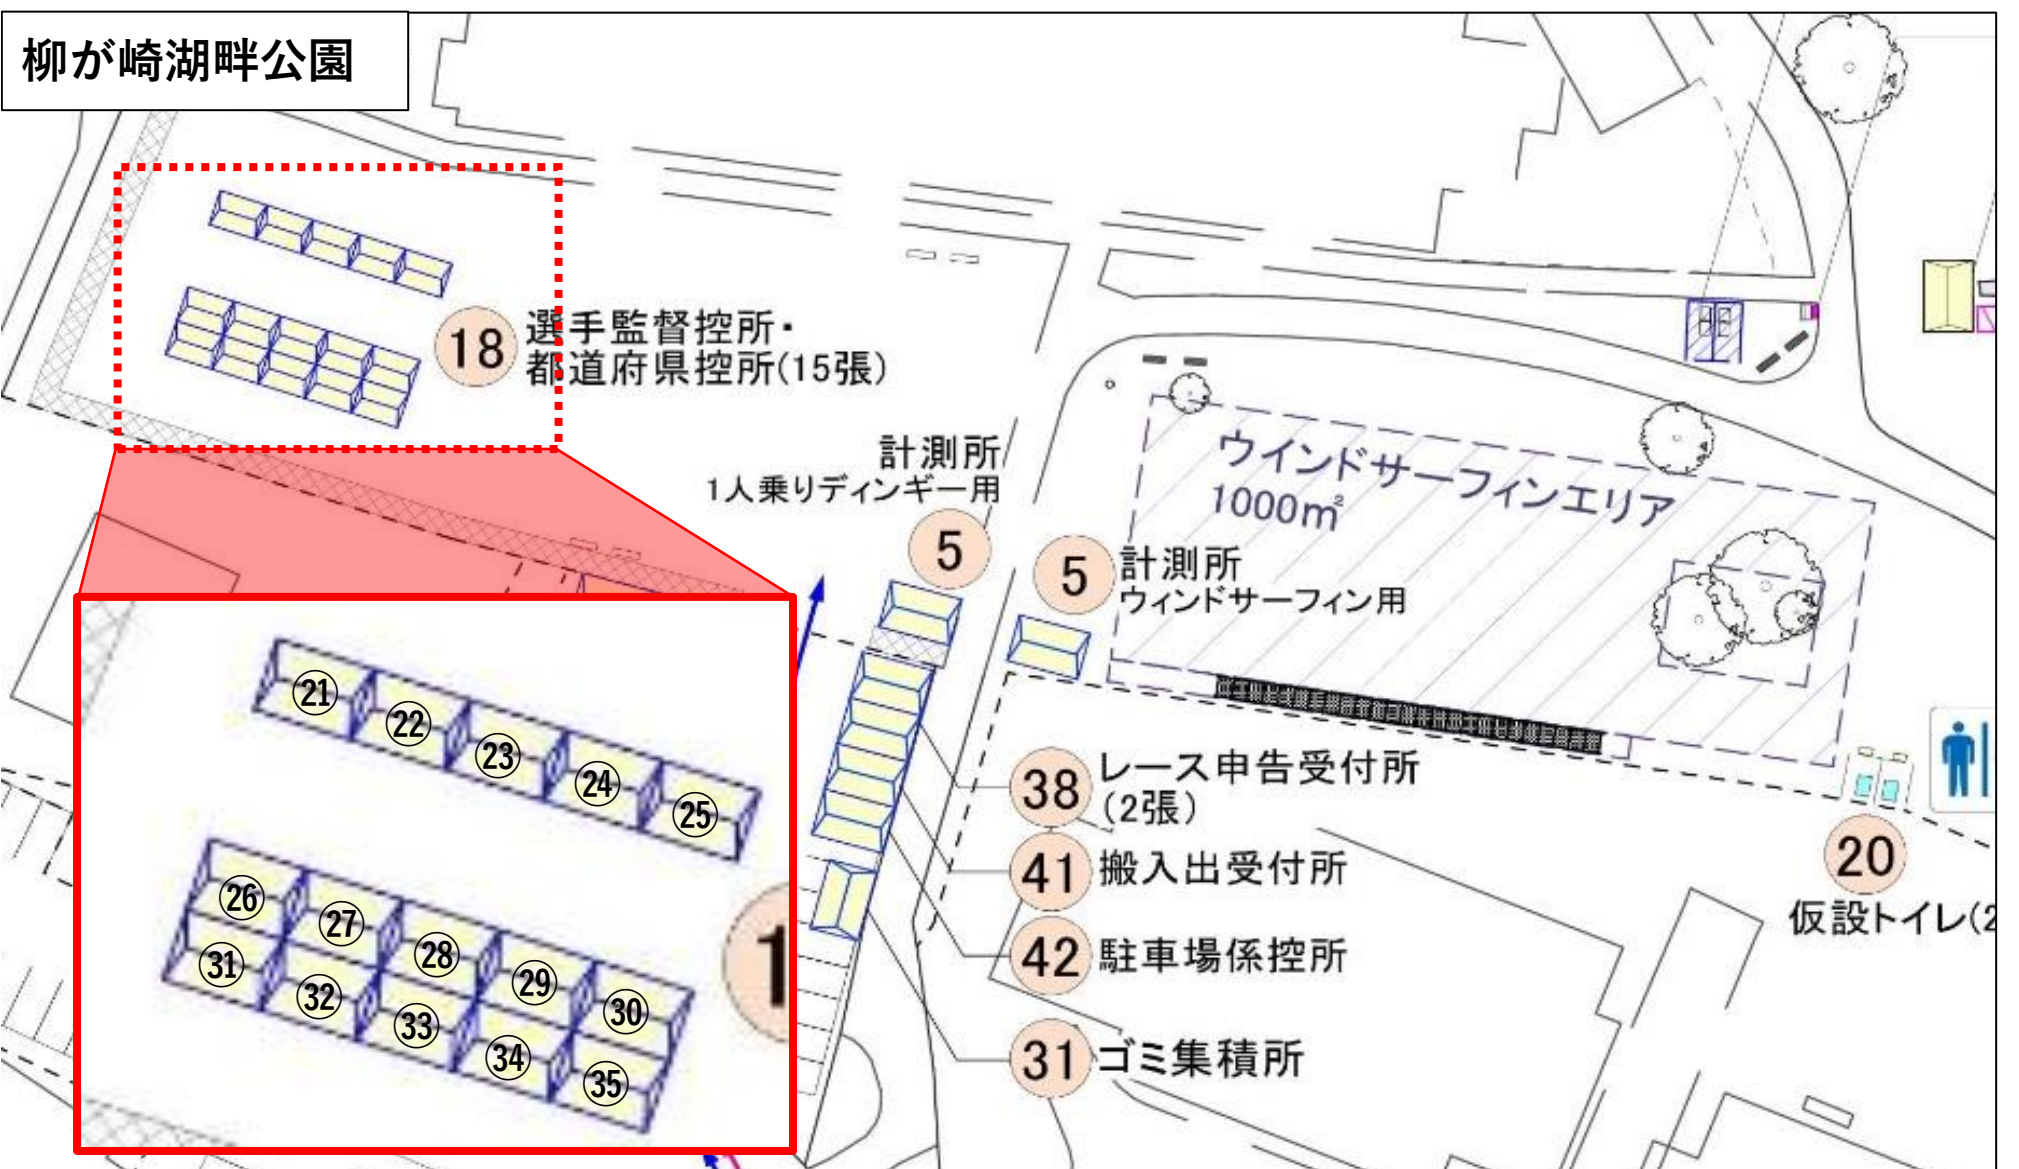 柳が崎湖畔公園
18
選手監督控所・
都道府県控所(15張)
計測所
1人乗りディンギー用
5
5
計測所
ウィンドサーフィン用
ウインドサーフィンエリア
1000㎡
21
22
23
24
25
26
27
28
29
30
31
32
33
34
35
38
レース申告受付所
(2張)
41
搬入出受付所
42
駐車場係控所
31
ゴミ集積所
20
仮設トイレ(2